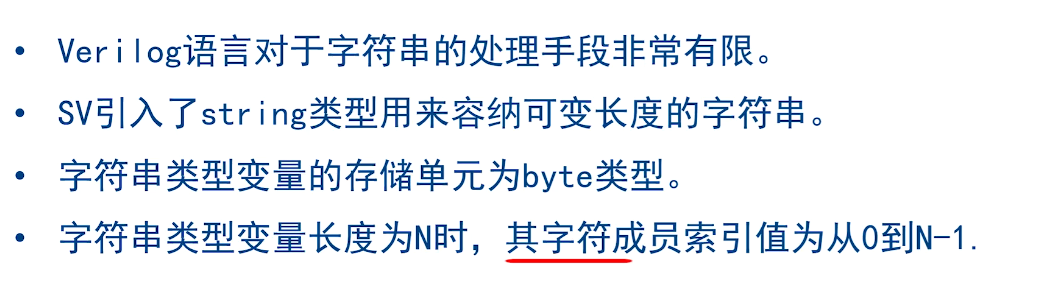 • Verilog语言对于字符串的处理手段非常有限。
• SV引入了string类型用来容纳可变长度的字符串。
• 字符串类型变量的存储单元为byte类型。
• 字符串类型变量长度为N时，其字符成员索引值为从0到N-1.